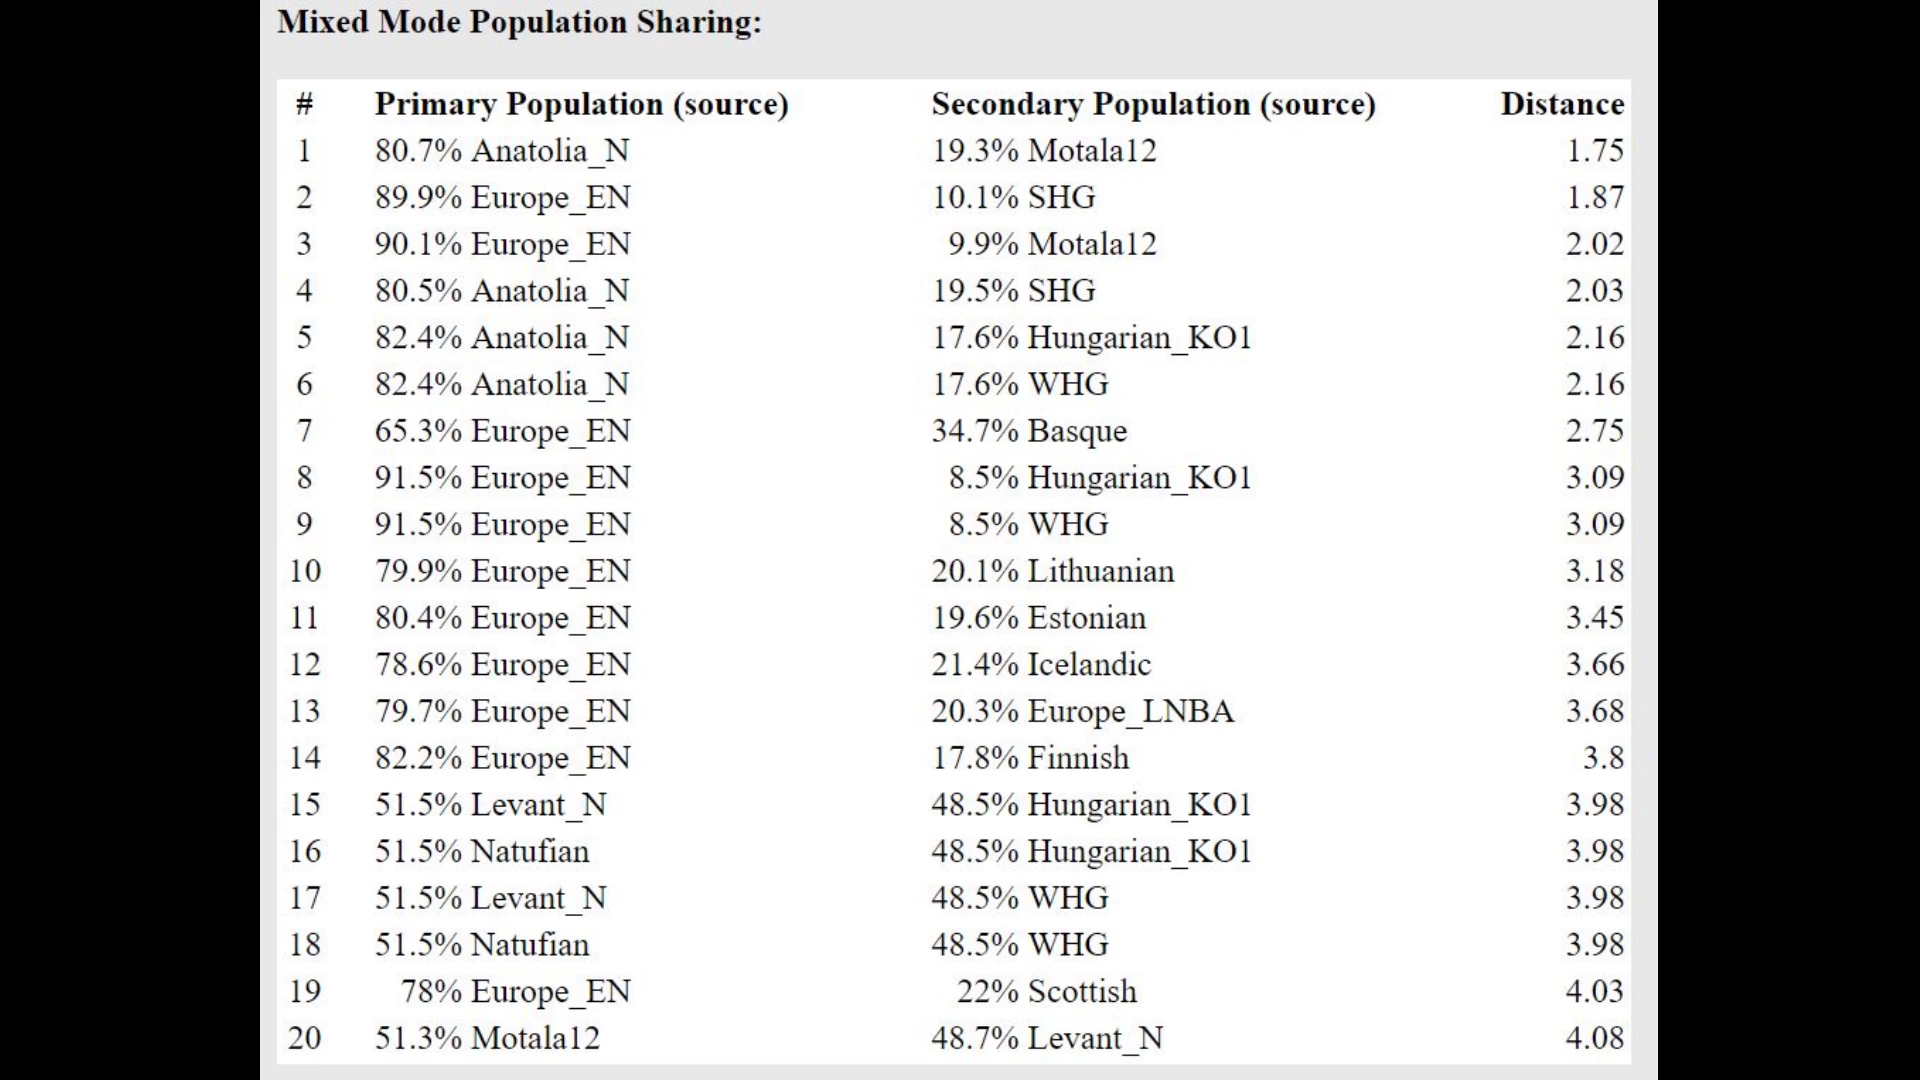 Mixed Mode Population Sharing:
# Primary Population (source) Secondary Population (source) Distance
1 80.7% Anatolia_N 19.3% Motala12 1.75
2 89.9% Europe_EN 10.1% SHG 1.87
3 90.1% Europe_EN 9.9% Motala12 2.02
4 80.5% Anatolia_N 19.5% SHG 2.03
5 82.4% Anatolia_N 17.6% Hungarian_KO1 2.16
6 82.4% Anatolia_N 17.6% WHG 2.16
7 65.3% Europe_EN 34.7% Basque 2.75
8 91.5% Europe_EN 8.5% Hungarian_KO1 3.09
9 91.5% Europe_EN 8.5% WHG 3.09
10 79.9% Europe_EN 20.1% Lithuanian 3.18
11 80.4% Europe_EN 19.6% Estonian 3.45
12 78.6% Europe_EN 21.4% Icelandic 3.66
13 79.7% Europe_EN 20.3% Europe_LNBA 3.68
14 82.2% Europe_EN 17.8% Finnish 3.8
15 51.5% Levant_N 48.5% Hungarian_KO1 3.98
16 51.5% Natufian 48.5% Hungarian_KO1 3.98
17 51.5% Levant_N 48.5% WHG 3.98
18 51.5% Natufian 48.5% WHG 3.98
19 78% Europe_EN 22% Scottish 4.03
20 51.3% Motala12 48.7% Levant_N 4.08